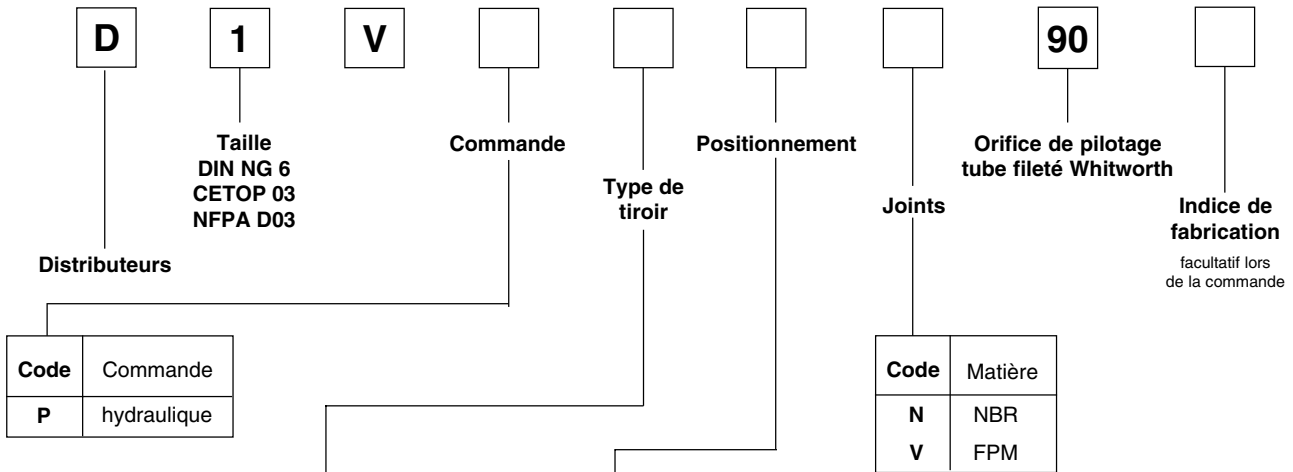 D 1 V 90
Taille
DIN NG 6
CETOP 03
NFPA D03
Commande
Positionnement
Orifice de pilotage
tube fileté Whitworth
Type de
tiroir
Joints
Indice de
fabrication
facultatif lors
de la commande
Distributeurs
Code Commande
P hydraulique
Code Matière
N NBR
V FPM